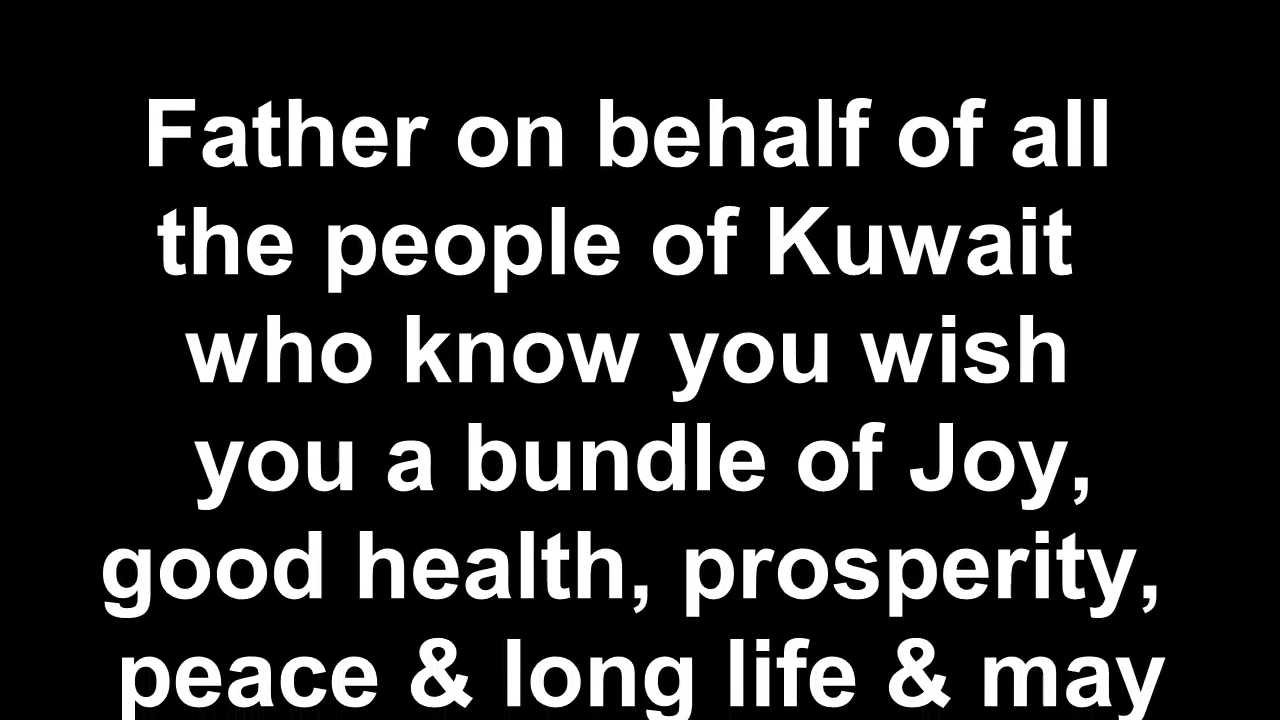 Father on behalf of all
the people of Kuwait
who know you wish
you a bundle of Joy,
good health, prosperity,
peace & long life & may